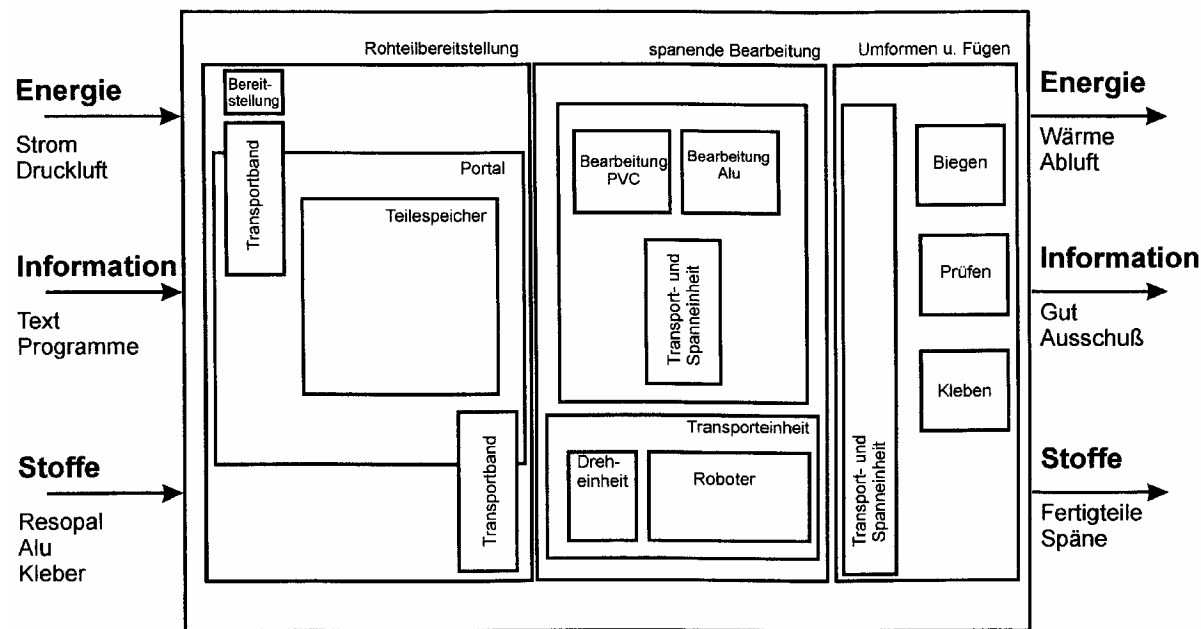 Energie
Strom
Druckluft
Information
Text
Programme
Stoffe
Resopal
Alu
Kleber
Rohteilbereitstellung
Bereit-
stellung
Transportband
Portal
Teilespeicher
Transportband
spanende Bearbeitung
Bearbeitung
PVC
Bearbeitung
Alu
Transport- und
Spanneinheit
Transporteinheit
Dreh-
einheit
Roboter
Umformen u. Fügen
Transport- und
Spanneinheit
Biegen
Prüfen
Kleben
Energie
Wärme
Abluft
Information
Gut
Ausschuß
Stoffe
Fertigteile
Späne